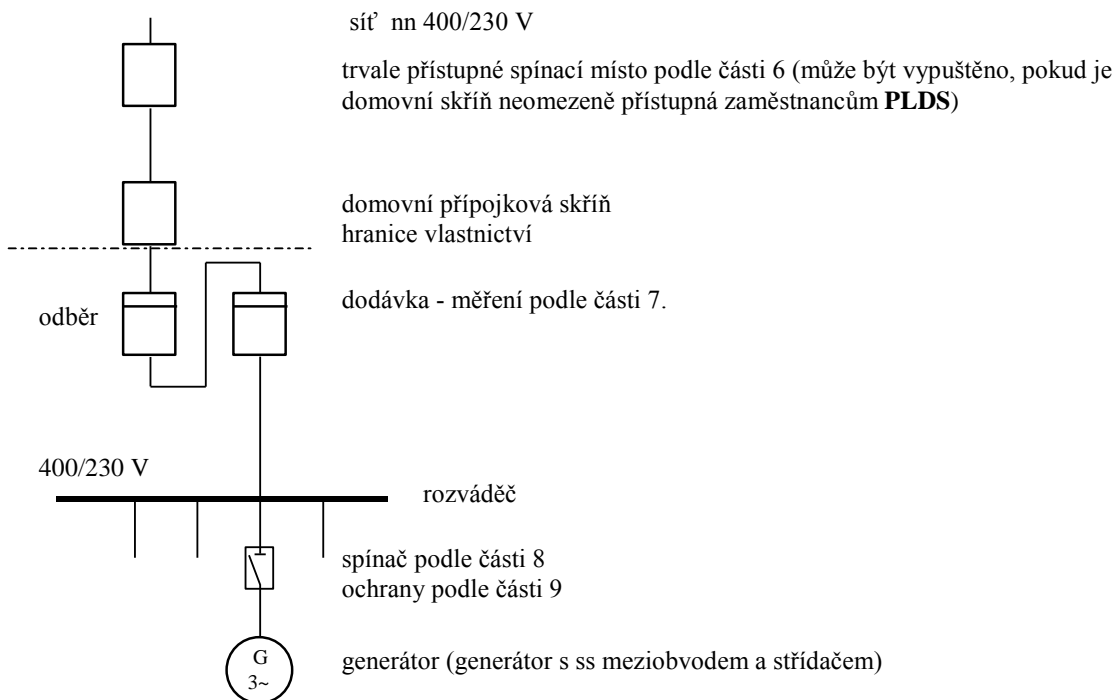 síť nn 400/230 V
trvale přístupné spínací místo podle části 6 (může být vypuštěno, pokud je
domovní skříň neomezeně přístupná zaměstnancům PLDS)
domovní přípojková skříň
hranice vlastnictví
odběr
dodávka - měření podle části 7.
400/230 V
rozváděč
spínač podle části 8
ochrany podle části 9
G
3~
generátor (generátor s ss meziobvodem a střídačem)